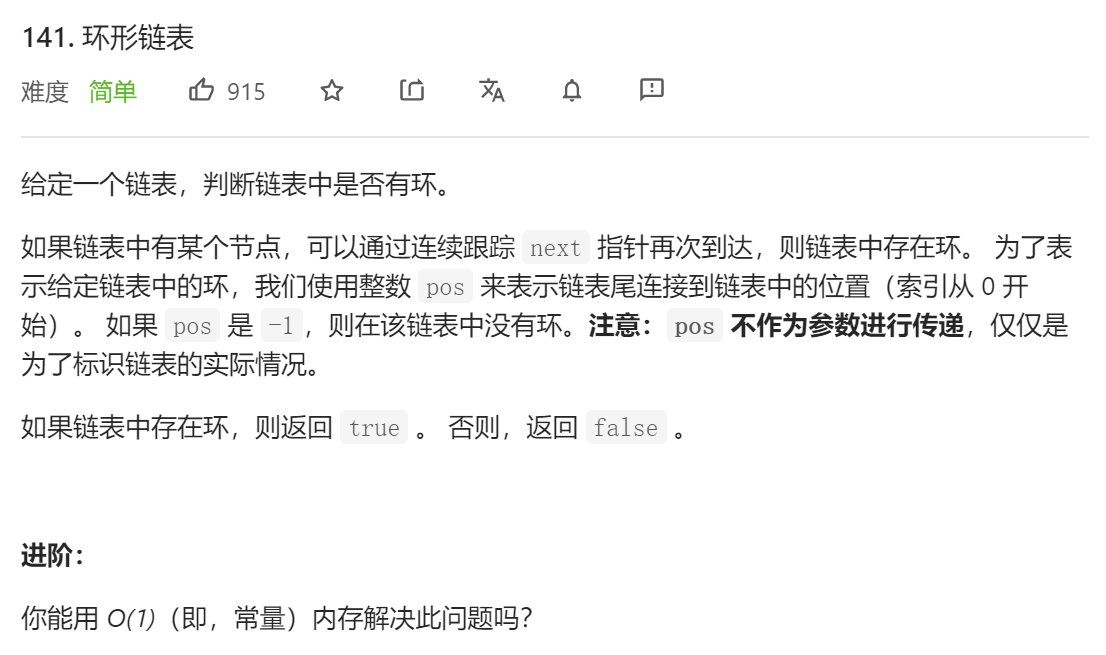 141. 环形链表
难度 简单 915
给定一个链表，判断链表中是否有环。
如果链表中有某个节点，可以通过连续跟踪 next 指针再次到达，则链表中存在环。 为了表
示给定链表中的环，我们使用整数 pos 来表示链表尾连接到链表中的位置（索引从 0 开
始）。 如果 pos 是 -1，则在该链表中没有环。注意：pos 不作为参数进行传递，仅仅是
为了标识链表的实际情况。
如果链表中存在环，则返回 true 。 否则，返回 false 。
进阶：
你能用 O(1)（即，常量）内存解决此问题吗？